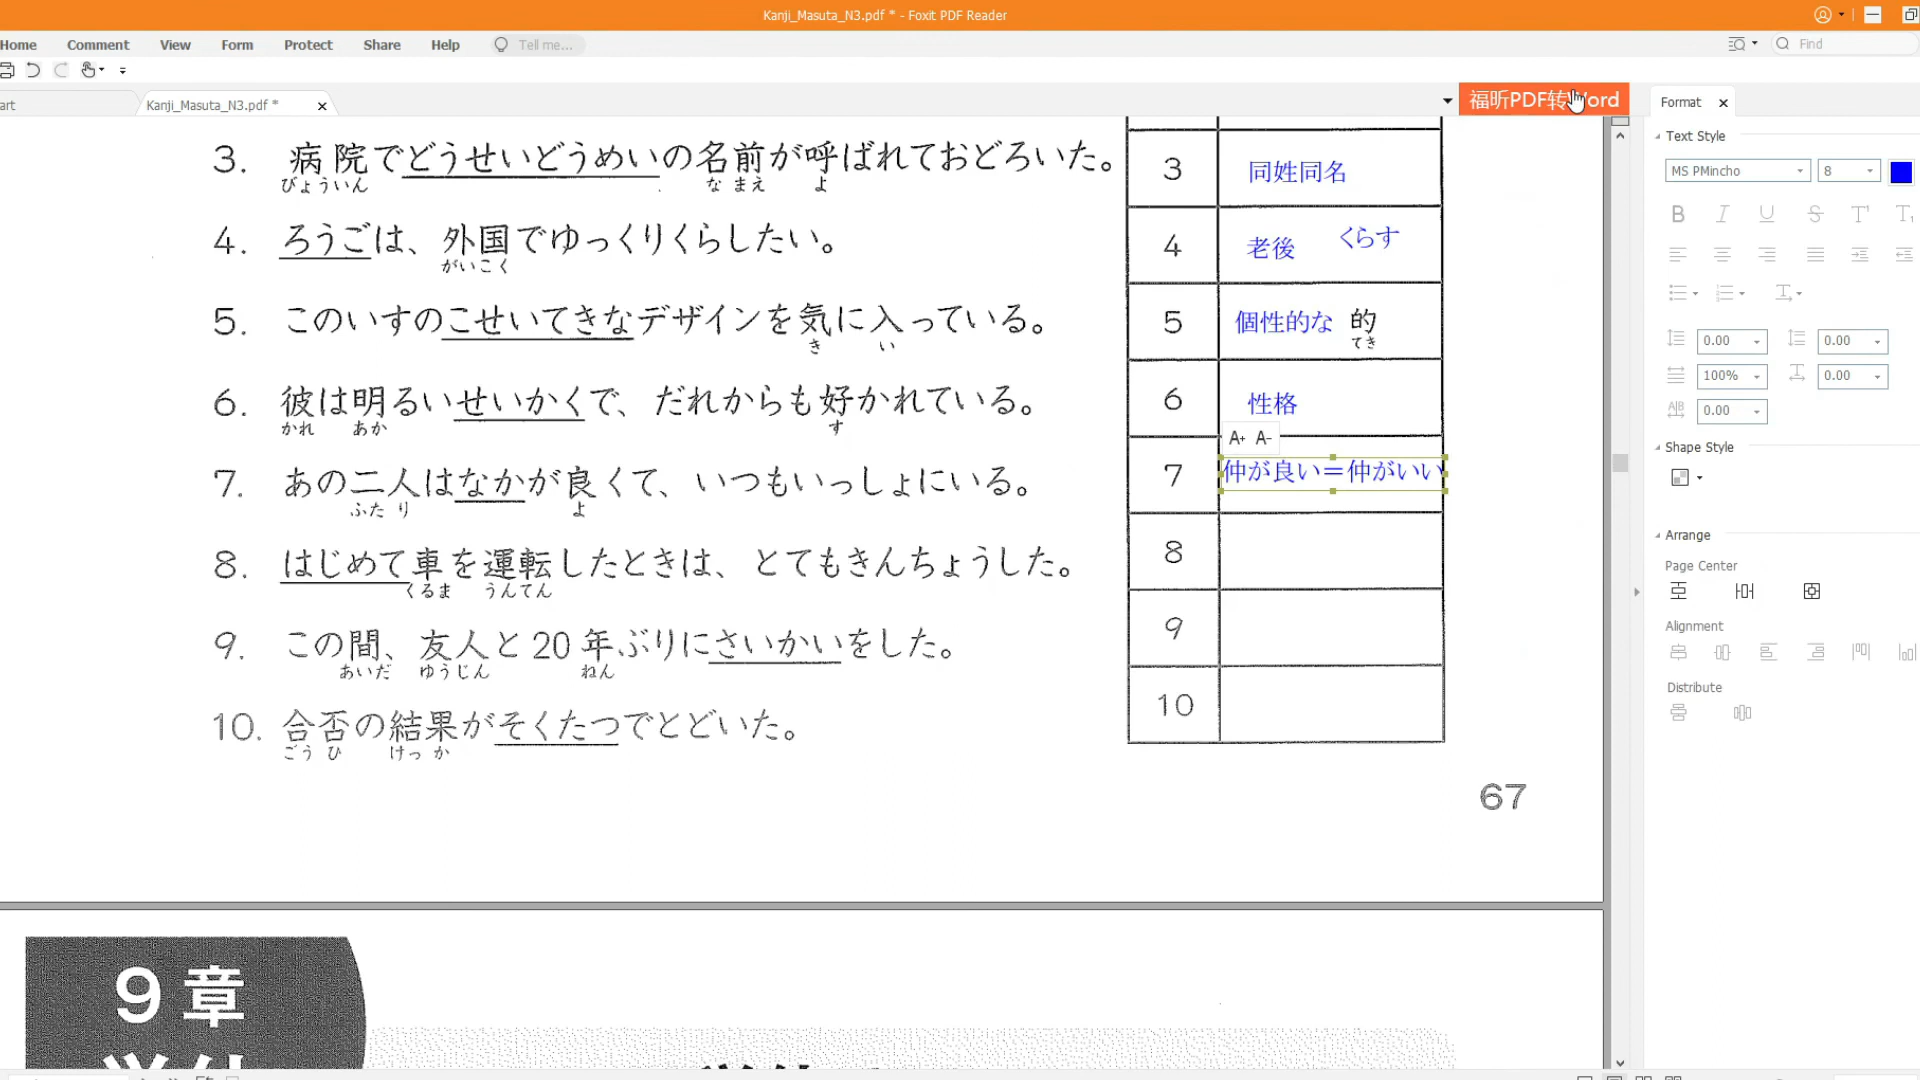 Kanji_Masuta_N3.pdf * - Foxit PDF Reader
Home Comment View Form Protect Share Help Tell me... Find
art Kanji_Masuta_N3.pdf * 福昕PDF转Word Format
Text Style
MS PMincho 8
0.00 0.00
100% 0.00
0.00
Shape Style
Arrange
Page Center
Alignment
Distribute
3. 病院でどうせいどうめいの名前が呼ばれておどろいた。
びょういん な まえ よ
4. ろうごは、外国でゆっくりくらしたい。
がいこく
5. このいすのこせいてきなデザインを気に入っている。
き い
6. 彼は明るいせいかくで、だれからも好かれている。
かれ あか す
7. あの二人はなかが良くて、いつもいっしょにいる。
ふた り よ
8. はじめて車を運転したときは、とてもきんちょうした。
くるま うんてん
9. この間、友人と20年ぶりにさいかいをした。
あいだ ゆうじん ねん
10. 合否の結果がそくたつでとどいた。
ごう ひ けっ か
3 同姓同名
4 老後 くらす
5 個性的な 的
てき
6 性格
A+ A-
7 仲が良い＝仲がいい
8
9
10
67
9章